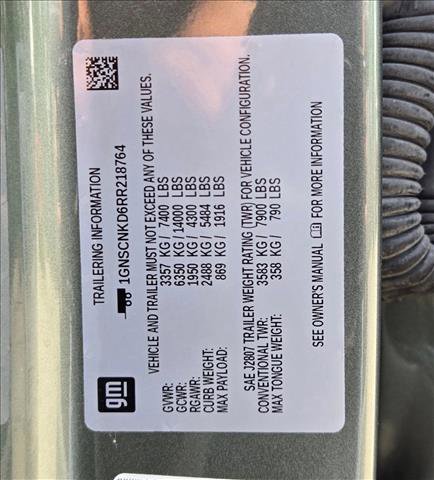 gm
TRAILERING INFORMATION
1GNSCNKD6RR218764
VEHICLE AND TRAILER MUST NOT EXCEED ANY OF THESE VALUES.
GVWR: 3357 KG/ 7400 LBS
GCWR: 6350 KG/ 14000 LBS
RGAWR: 1950 KG/ 4300 LBS
CURB WEIGHT: 2488 KG/ 5484 LBS
MAX PAYLOAD: 869 KG/ 1916 LBS
SAE J2807 TRAILER WEIGHT RATING (TWR) FOR VEHICLE CONFIGURATION.
CONVENTIONAL TWR: 3583 KG/ 7900 LBS
MAX TONGUE WEIGHT: 358 KG/ 790 LBS
SEE OWNER'S MANUAL FOR MORE INFORMATION